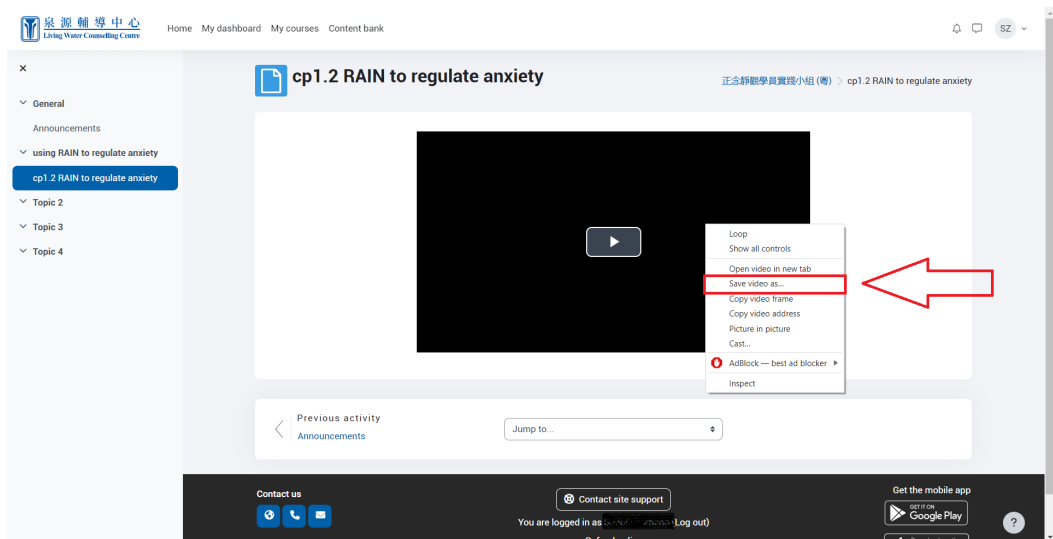 泉源輔導中心
Living Water Counselling Centre
Home My dashboard My courses Content bank
SZ
General
Announcements
using RAIN to regulate anxiety
cp1.2 RAIN to regulate anxiety
Topic 2
Topic 3
Topic 4
cp1.2 RAIN to regulate anxiety
正念靜觀學員實踐小組 (粵) cp1.2 RAIN to regulate anxiety
Loop
Show all controls
Open video in new tab
Save video as...
Copy video frame
Copy video address
Picture in picture
Cast...
AdBlock — best ad blocker
Inspect
Previous activity
Announcements
Jump to...
Contact us
Contact site support
You are logged in as (Log out)
Get the mobile app
GET IT ON
Google Play
?